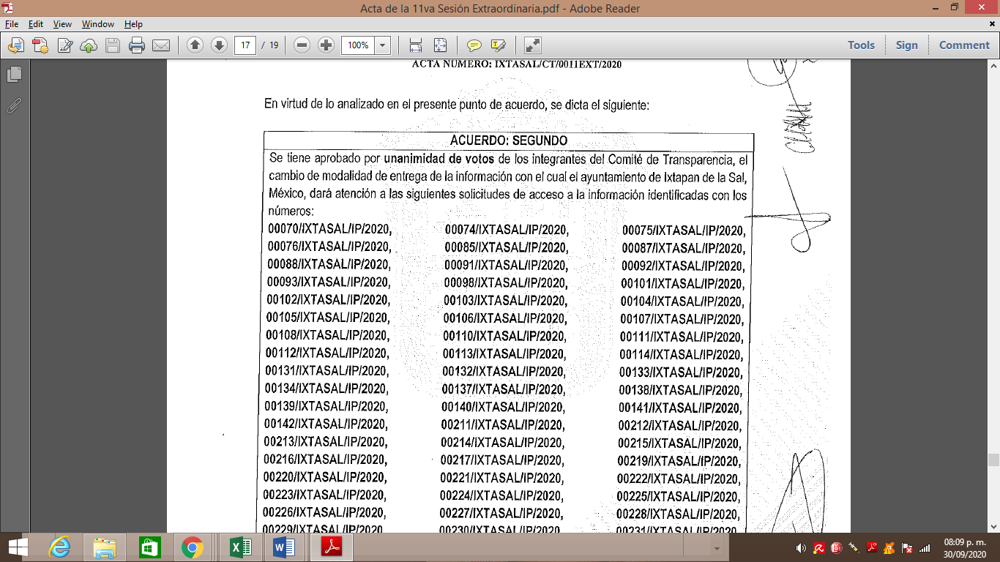 Acta de la 11va Sesión Extraordinaria.pdf - Adobe Reader
File Edit View Window Help
17 / 19 100% Tools Sign Comment
ACTA NUMERO: IXTASAL/CT/0011EXT/2020
En virtud de lo analizado en el presente punto de acuerdo, se dicta el siguiente:
ACUERDO: SEGUNDO
Se tiene aprobado por unanimidad de votos de los integrantes del Comité de Transparencia, el
cambio de modalidad de entrega de la información con el cual el ayuntamiento de Ixtapan de la Sal,
México, dará atención a las siguientes solicitudes de acceso a la información identificadas con los
números:
00070/IXTASAL/IP/2020, 00074/IXTASAL/IP/2020, 00075/IXTASAL/IP/2020,
00076/IXTASAL/IP/2020, 00085/IXTASAL/IP/2020, 00087/IXTASAL/IP/2020,
00088/IXTASAL/IP/2020, 00091/IXTASAL/IP/2020, 00092/IXTASAL/IP/2020,
00093/IXTASAL/IP/2020, 00098/IXTASAL/IP/2020, 00101/IXTASAL/IP/2020,
00102/IXTASAL/IP/2020, 00103/IXTASAL/IP/2020, 00104/IXTASAL/IP/2020,
00105/IXTASAL/IP/2020, 00106/IXTASAL/IP/2020, 00107/IXTASAL/IP/2020,
00108/IXTASAL/IP/2020, 00110/IXTASAL/IP/2020, 00111/IXTASAL/IP/2020,
00112/IXTASAL/IP/2020, 00113/IXTASAL/IP/2020, 00114/IXTASAL/IP/2020,
00131/IXTASAL/IP/2020, 00132/IXTASAL/IP/2020, 00133/IXTASAL/IP/2020,
00134/IXTASAL/IP/2020, 00137/IXTASAL/IP/2020, 00138/IXTASAL/IP/2020,
00139/IXTASAL/IP/2020, 00140/IXTASAL/IP/2020, 00141/IXTASAL/IP/2020,
00142/IXTASAL/IP/2020, 00211/IXTASAL/IP/2020, 00212/IXTASAL/IP/2020,
00213/IXTASAL/IP/2020, 00214/IXTASAL/IP/2020, 00215/IXTASAL/IP/2020,
00216/IXTASAL/IP/2020, 00217/IXTASAL/IP/2020, 00219/IXTASAL/IP/2020,
00220/IXTASAL/IP/2020, 00221/IXTASAL/IP/2020, 00222/IXTASAL/IP/2020,
00223/IXTASAL/IP/2020, 00224/IXTASAL/IP/2020, 00225/IXTASAL/IP/2020,
00226/IXTASAL/IP/2020, 00227/IXTASAL/IP/2020, 00228/IXTASAL/IP/2020,
00229/IXTASAL/IP/2020, 00230/IXTASAL/IP/2020, 00231/IXTASAL/IP/2020,
08:09 p. m.
30/09/2020